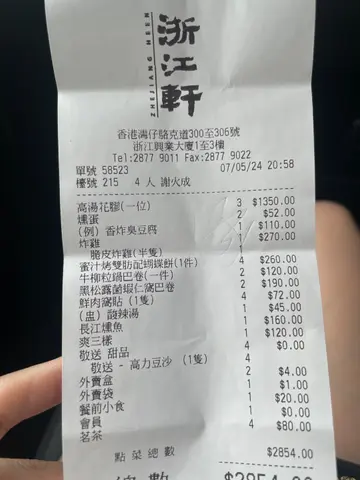 浙江軒
ZHEJIANG HEEN
香港灣仔駱克道300至306號
浙江興業大廈1至3樓
Tel:2877 9011 Fax:2877 9022
單號 58523 07/05/24 20:58
檯號 215 4 人 謝火成
高湯花膠(一位) 3 $1350.00
燻蛋 2 $52.00
(例) 香炸臭豆腐 1 $110.00
炸雞 1 $270.00
脆皮炸雞(半隻) 1
蜜汁烤雙肪配蝴蝶餅(1件) 4 $260.00
牛柳粒鍋巴卷(一件) 2 $120.00
黑松露菌蝦仁窩巴卷 2 $190.00
鮮肉窩貼 (1隻) 4 $72.00
(盅) 酸辣湯 1 $45.00
長江燻魚 1 $160.00
爽三樣 1 $120.00
敬送 甜品 4 $0.00
敬送 - 高力豆沙 (1隻) 4
外賣盒 2 $4.00
外賣袋 1 $1.00
餐前小食 1 $20.00
會員 1 $0.00
茗茶 4 $80.00
點菜總數 $2854.00
總數 $2854.00